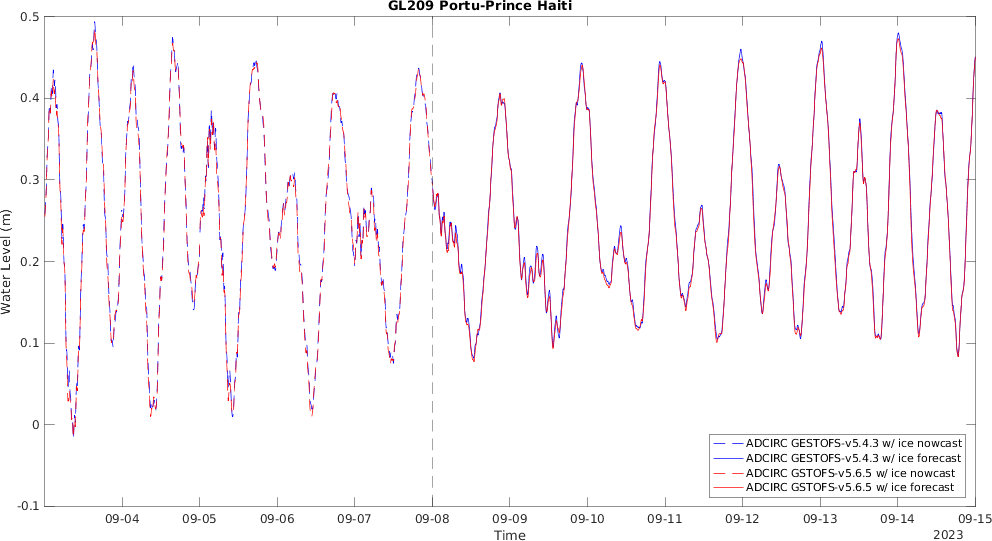 GL209 Portu-Prince Haiti
0.5
0.4
0.3
0.2
0.1
0
-0.1
Water Level (m)
09-04
09-05
09-06
09-07
09-08
09-09
09-10
09-11
09-12
09-13
09-14
09-15
2023
Time
ADCIRC GESTOFS-v5.4.3 w/ ice nowcast
ADCIRC GESTOFS-v5.4.3 w/ ice forecast
ADCIRC GSTOFS-v5.6.5 w/ ice nowcast
ADCIRC GSTOFS-v5.6.5 w/ ice forecast